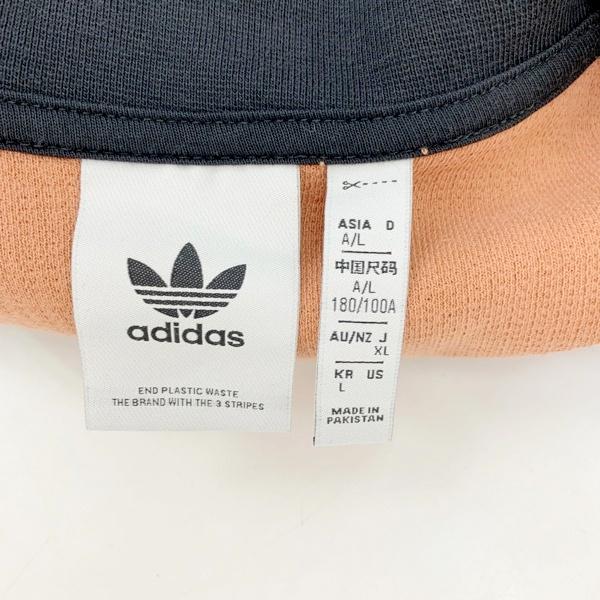 adidas
END PLASTIC WASTE
THE BRAND WITH THE 3 STRIPES
ASIA D
A/L
中国尺码
A/L
180/100A
AU/NZ J
XL
KR US
L
MADE IN
PAKISTAN